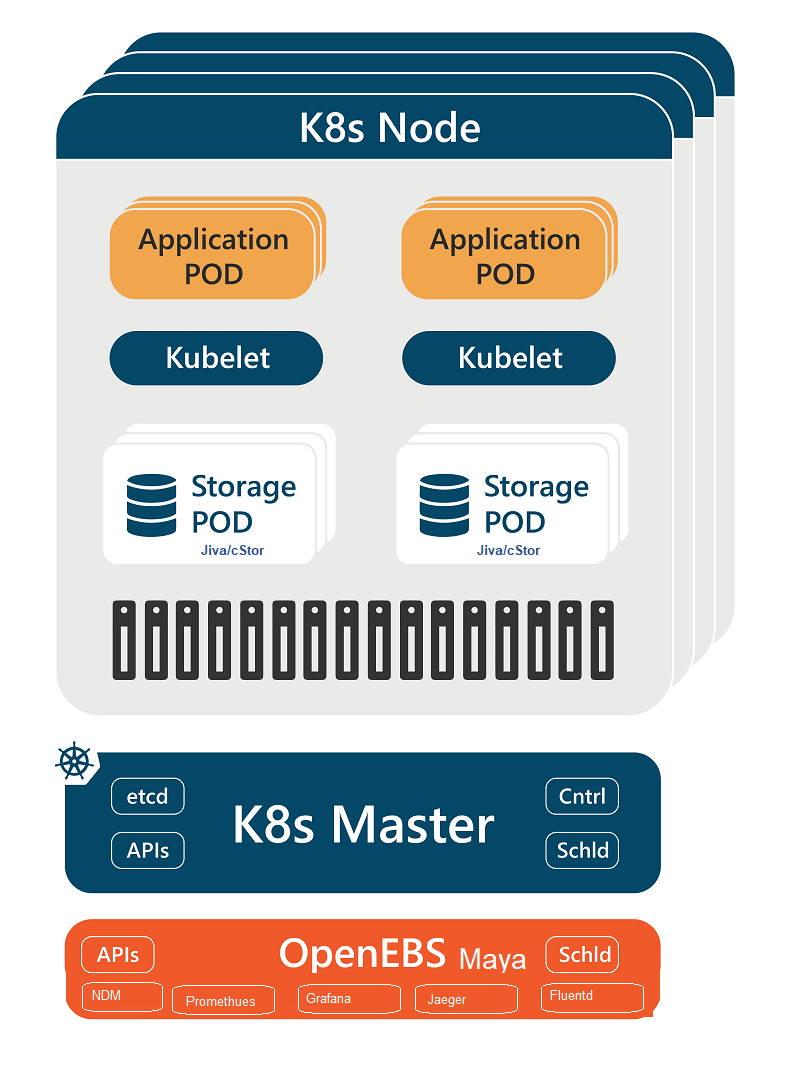 K8s Node
Application
POD
Application
POD
Kubelet
Kubelet
Storage
POD
Jiva/cStor
Storage
POD
Jiva/cStor
etcd
APIs
K8s Master
Cntrl
Schld
APIs
OpenEBS Maya
Schld
NDM
Promethues
Grafana
Jaeger
Fluentd